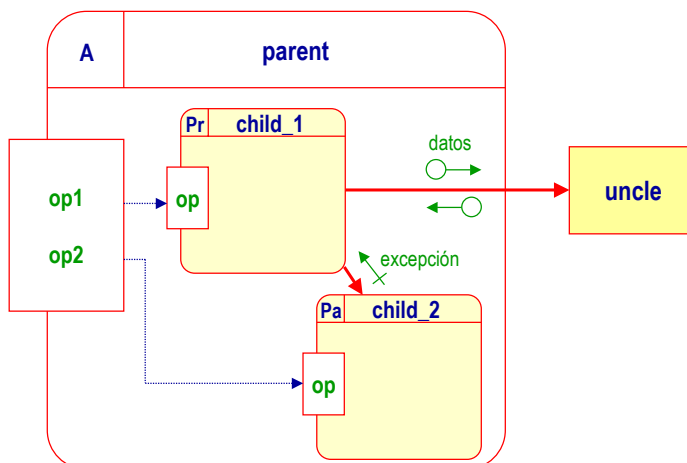 A
parent
Pr
child_1
datos
op1
op
uncle
op2
excepción
Pa
child_2
op